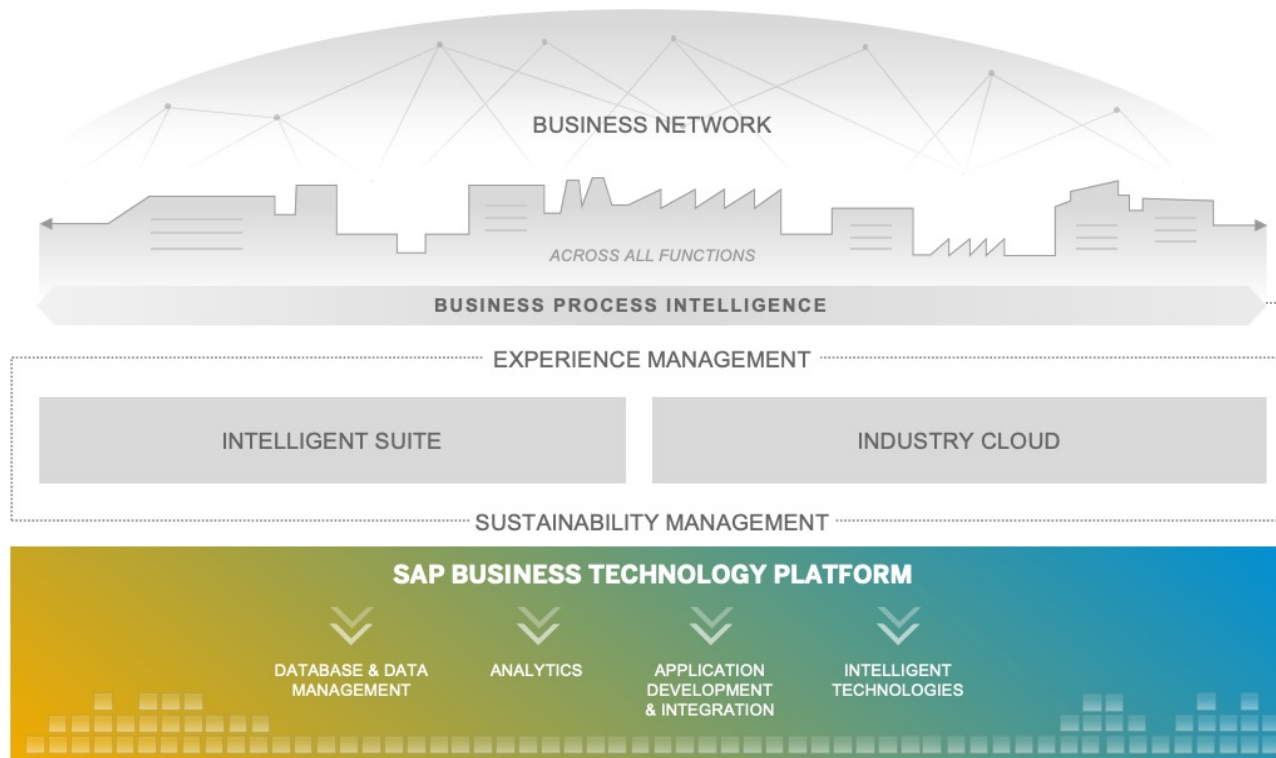 BUSINESS NETWORK
ACROSS ALL FUNCTIONS
BUSINESS PROCESS INTELLIGENCE
EXPERIENCE MANAGEMENT
INTELLIGENT SUITE
INDUSTRY CLOUD
SUSTAINABILITY MANAGEMENT
SAP BUSINESS TECHNOLOGY PLATFORM
DATABASE & DATA
MANAGEMENT
ANALYTICS
APPLICATION
DEVELOPMENT
& INTEGRATION
INTELLIGENT
TECHNOLOGIES